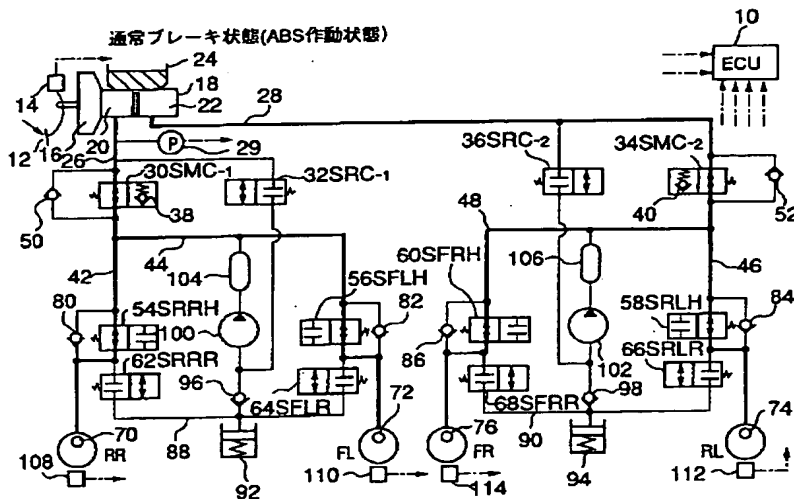 通常ブレーキ状態(ABS作動状態)
10
ECU
24
18
14
22
28
P
29
12
16
20
26
36SRC-2
34SMC-2
30SMC-1
32SRC-1
50
38
40
52
48
44
42
104
60SFRH
106
46
56SFLH
80
82
58SRLH
84
54SRRH
100
86
102
62SRRR
66SRLR
96
98
64SFLR
72
68SFRR
74
70
88
76
90
RR
FL
FR
RL
108
92
110
114
94
112